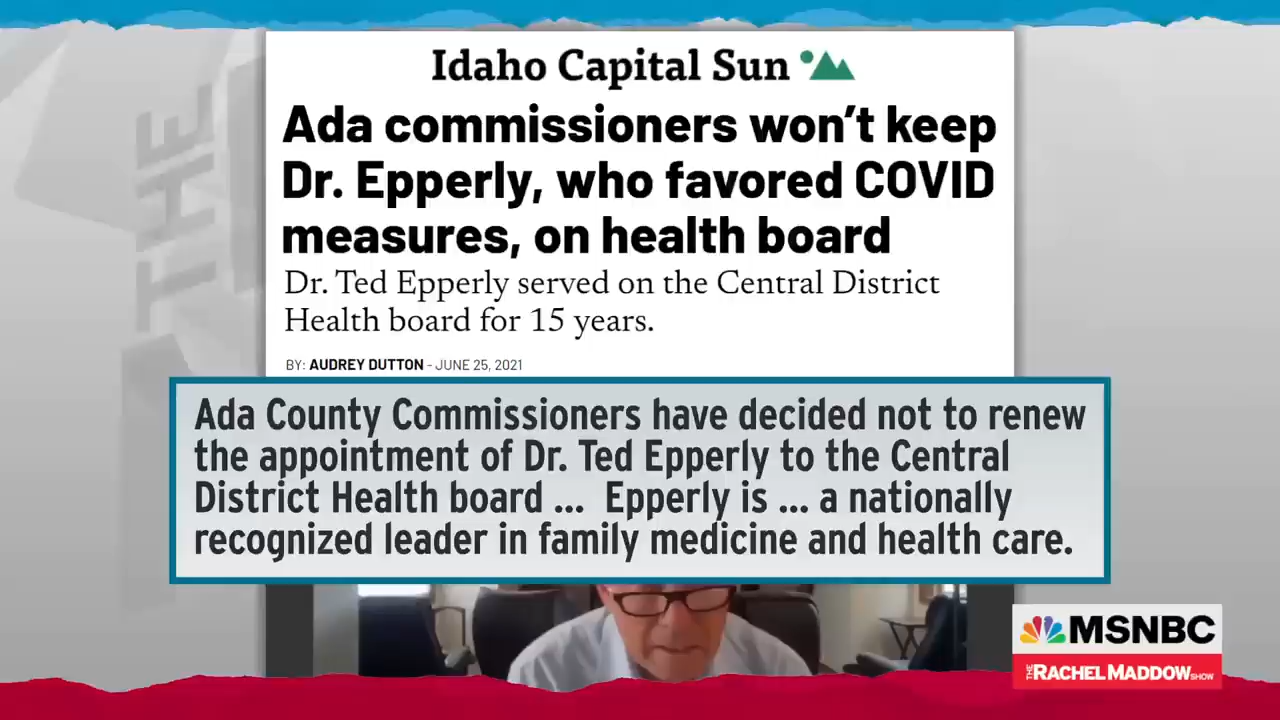 Idaho Capital Sun
Ada commissioners won't keep
Dr. Epperly, who favored COVID
measures, on health board
Dr. Ted Epperly served on the Central District
Health board for 15 years.
BY: AUDREY DUTTON - JUNE 25, 2021
Ada County Commissioners have decided not to renew
the appointment of Dr. Ted Epperly to the Central
District Health board ... Epperly is ... a nationally
recognized leader in family medicine and health care.
THE
MSNBC
THE RACHEL MADDOW SHOW